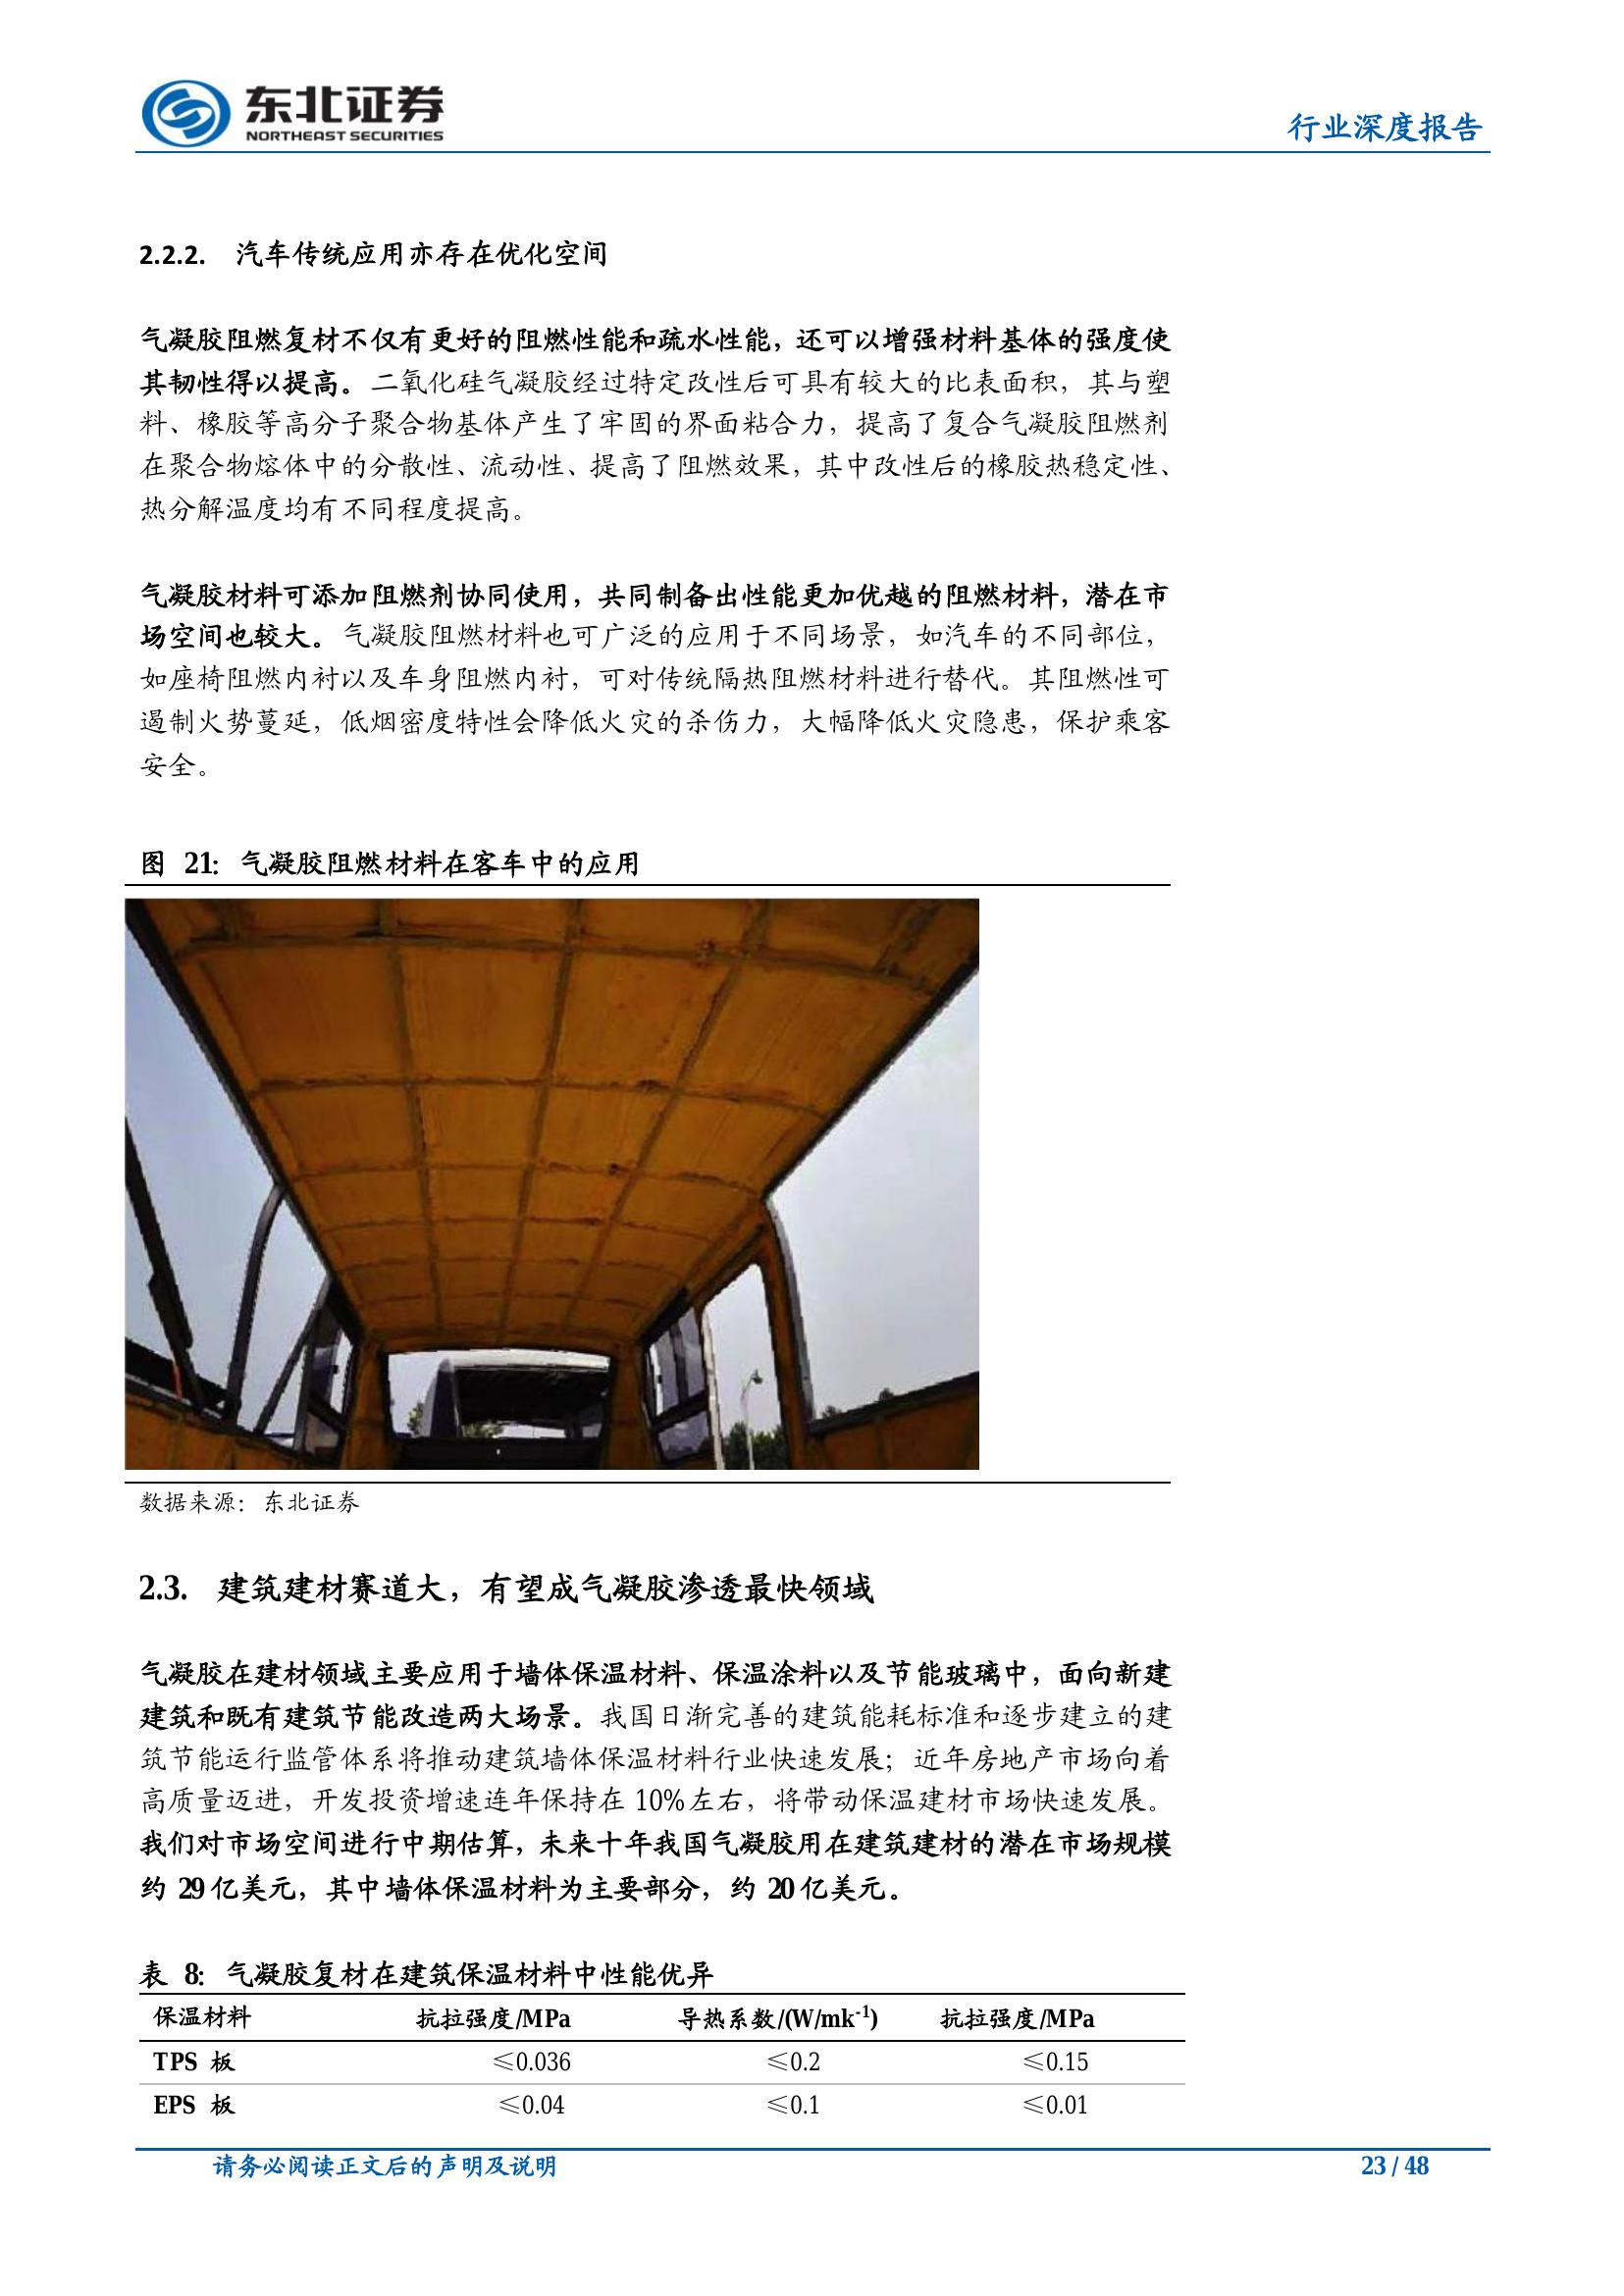 东北证券
NORTHEAST SECURITIES
行业深度报告
2.2.2. 汽车传统应用亦存在优化空间
气凝胶阻燃复材不仅有更好的阻燃性能和疏水性能，还可以增强材料基体的强度使
其韧性得以提高。二氧化硅气凝胶经过特定改性后可具有较大的比表面积，其与塑
料、橡胶等高分子聚合物基体产生了牢固的界面粘合力，提高了复合气凝胶阻燃剂
在聚合物熔体中的分散性、流动性、提高了阻燃效果，其中改性后的橡胶热稳定性、
热分解温度均有不同程度提高。
气凝胶材料可添加阻燃剂协同使用，共同制备出性能更加优越的阻燃材料，潜在市
场空间也较大。气凝胶阻燃材料也可广泛的应用于不同场景，如汽车的不同部位，
如座椅阻燃内衬以及车身阻燃内衬，可对传统隔热阻燃材料进行替代。其阻燃性可
遏制火势蔓延，低烟密度特性会降低火灾的杀伤力，大幅降低火灾隐患，保护乘客
安全。
图 21：气凝胶阻燃材料在客车中的应用
数据来源：东北证券
2.3. 建筑建材赛道大，有望成气凝胶渗透最快领域
气凝胶在建材领域主要应用于墙体保温材料、保温涂料以及节能玻璃中，面向新建
建筑和既有建筑节能改造两大场景。我国日渐完善的建筑能耗标准和逐步建立的建
筑节能运行监管体系将推动建筑墙体保温材料行业快速发展；近年房地产市场向着
高质量迈进，开发投资增速连年保持在 10%左右，将带动保温建材市场快速发展。
我们对市场空间进行中期估算，未来十年我国气凝胶用在建筑建材的潜在市场规模
约 29 亿美元，其中墙体保温材料为主要部分，约 20 亿美元。
表 8：气凝胶复材在建筑保温材料中性能优异
保温材料 抗拉强度/MPa 导热系数/(W/mk⁻¹) 抗拉强度/MPa
TPS 板 ≤0.036 ≤0.2 ≤0.15
EPS 板 ≤0.04 ≤0.1 ≤0.01
请务必阅读正文后的声明及说明 23 / 48